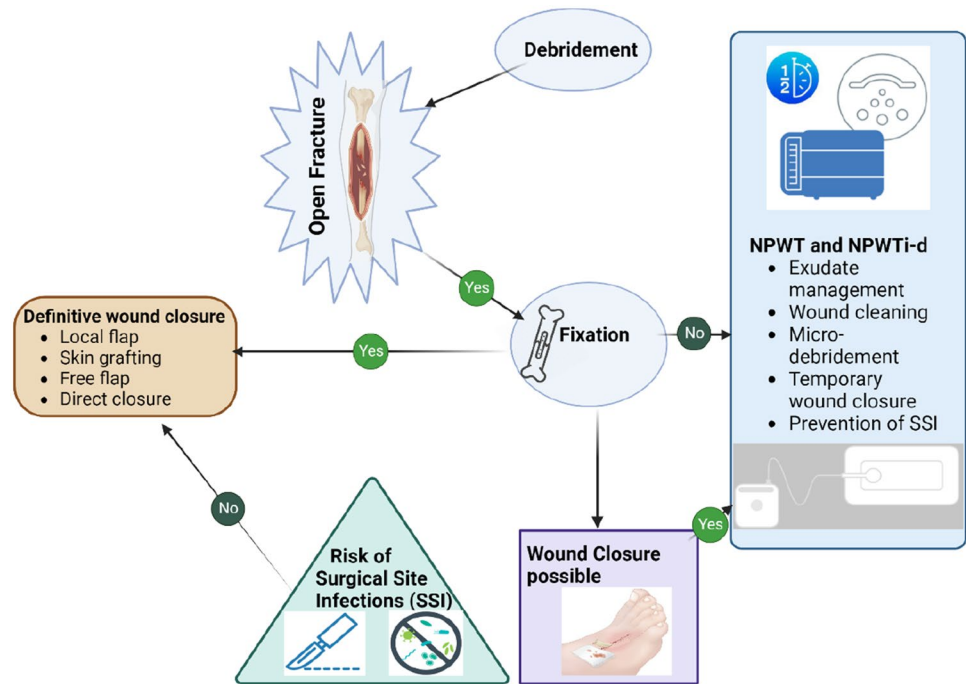 Debridement
Open Fracture
1/2
NPWT and NPWTi-d
• Exudate
management
• Wound cleaning
• Micro-
debridement
• Temporary
wound closure
• Prevention of SSI
Yes
Fixation
No
Definitive wound closure
• Local flap
• Skin grafting
• Free flap
• Direct closure
Yes
No
Yes
Risk of
Surgical Site
Infections (SSI)
Wound Closure
possible